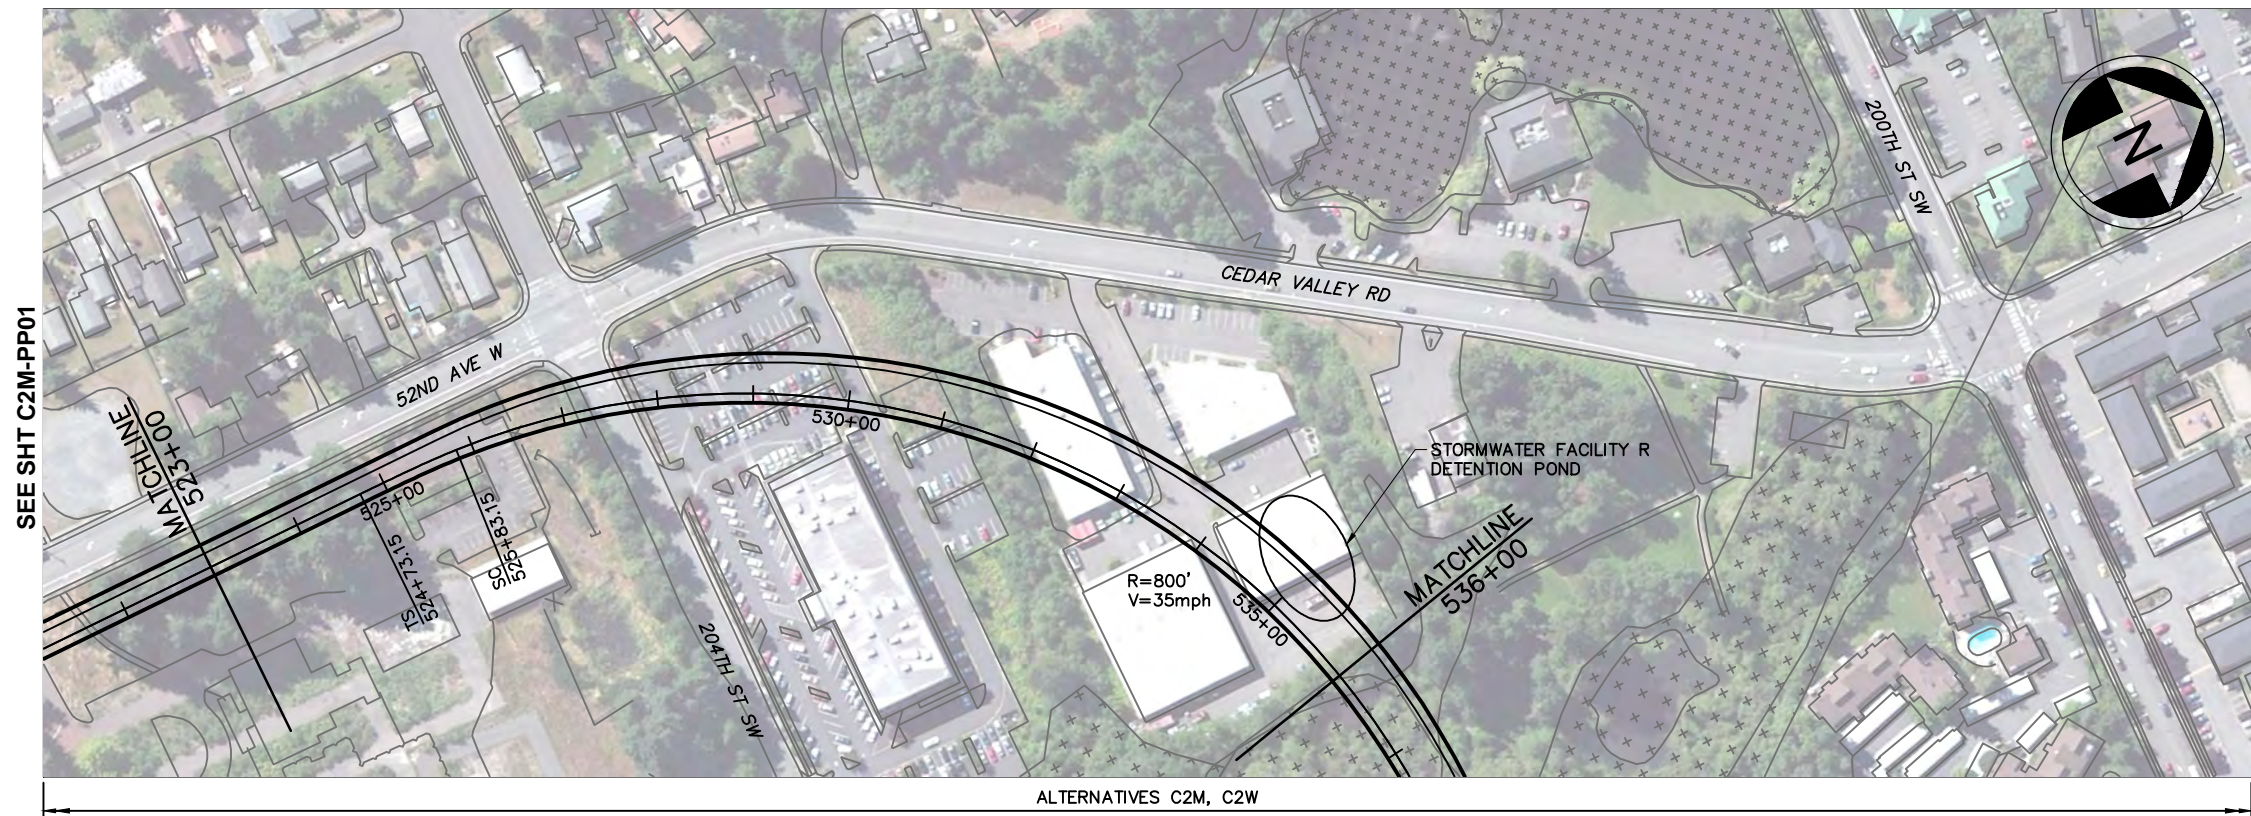 SEE SHT C2M-PP01
MATCHLINE
523+00
52ND AVE W
525+00
TS
524+73.15
SC
525+83.15
204TH ST SW
530+00
CEDAR VALLEY RD
200TH ST SW
N
STORMWATER FACILITY R
DETENTION POND
R=800'
V=35mph
535+00
MATCHLINE
536+00
ALTERNATIVES C2M, C2W